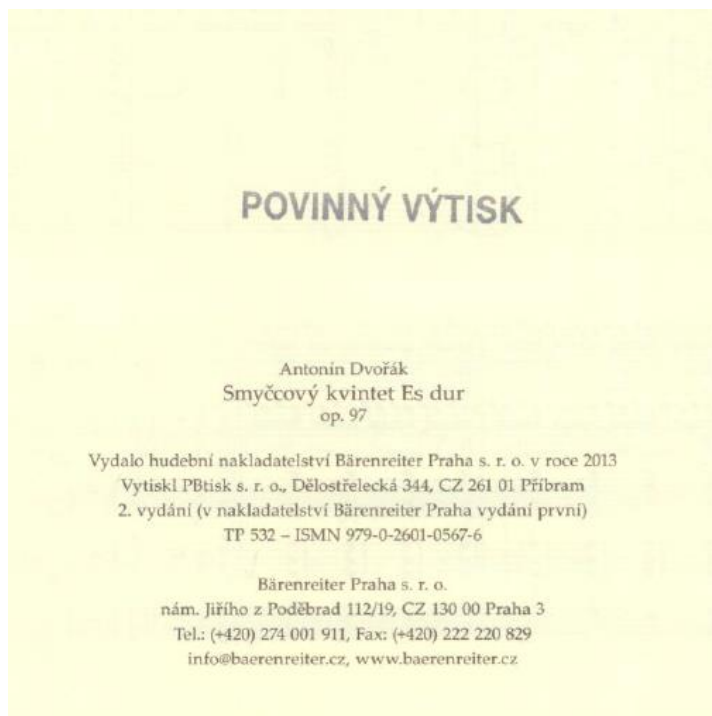 POVINNÝ VÝTISK
Antonín Dvořák
Smyčcový kvintet Es dur
op. 97
Vydalo hudební nakladatelství Bärenreiter Praha s. r. o. v roce 2013
Vytiskl PBtisk s. r. o., Dělostřelecká 344, CZ 261 01 Příbram
2. vydání (v nakladatelství Bärenreiter Praha vydání první)
TP 532 – ISMN 979-0-2601-0567-6
Bärenreiter Praha s. r. o.
nám. Jiřího z Poděbrad 112/19, CZ 130 00 Praha 3
Tel.: (+420) 274 001 911, Fax: (+420) 222 220 829
info@baerenreiter.cz, www.baerenreiter.cz